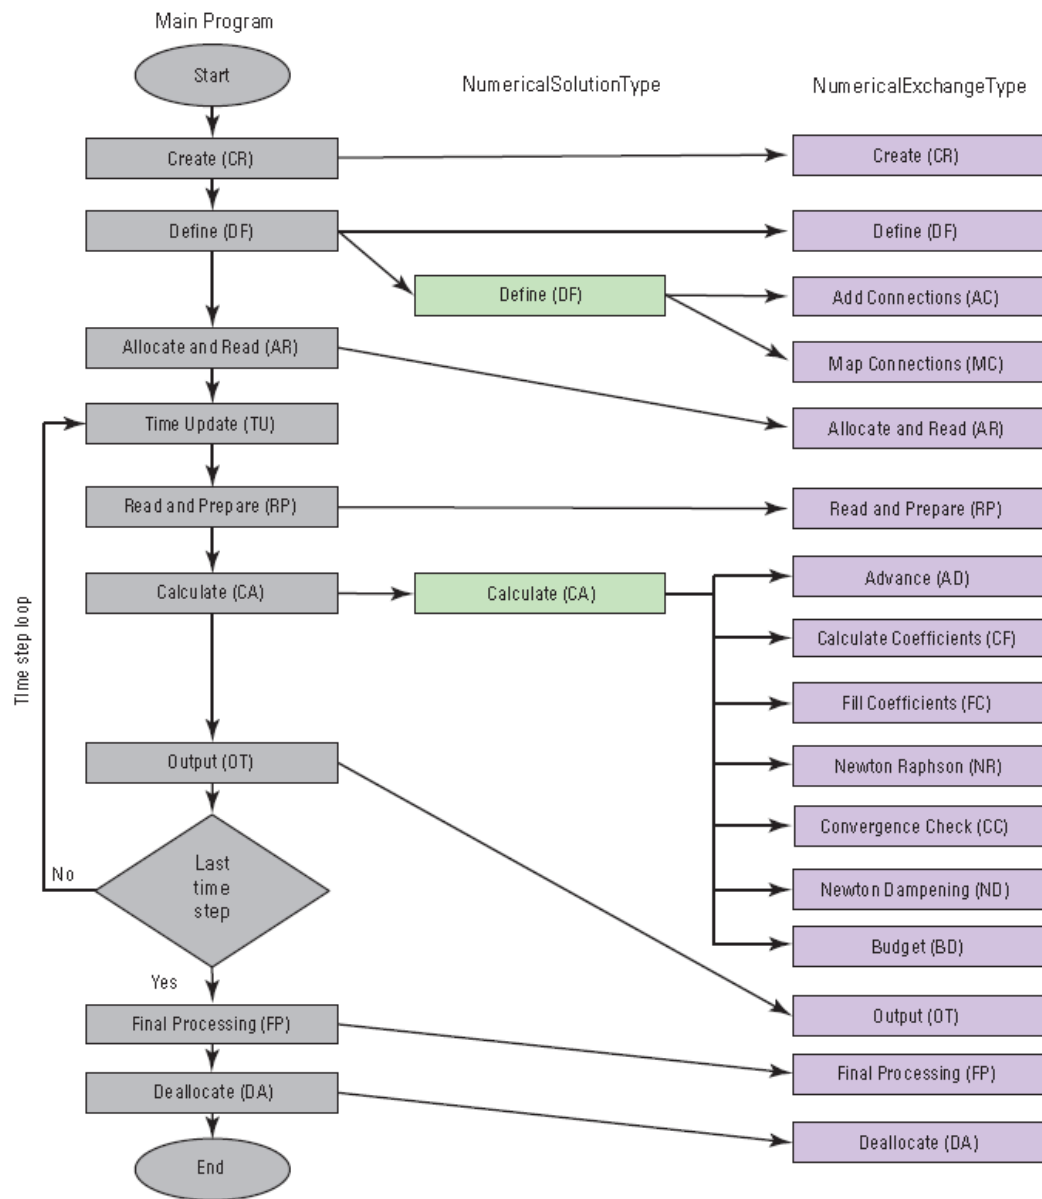 Main Program
Start
NumericalSolutionType
NumericalExchangeType
Create (CR)
Create (CR)
Define (DF)
Define (DF)
Define (DF)
Add Connections (AC)
Allocate and Read (AR)
Map Connections (MC)
Time Update (TU)
Allocate and Read (AR)
Read and Prepare (RP)
Read and Prepare (RP)
Calculate (CA)
Calculate (CA)
Advance (AD)
Calculate Coefficients (CF)
Time step loop
Fill Coefficients (FC)
Output (OT)
Newton Raphson (NR)
Convergence Check (CC)
No
Last
time
step
Newton Dampening (ND)
Budget (BD)
Yes
Output (OT)
Final Processing (FP)
Final Processing (FP)
Deallocate (DA)
Deallocate (DA)
End